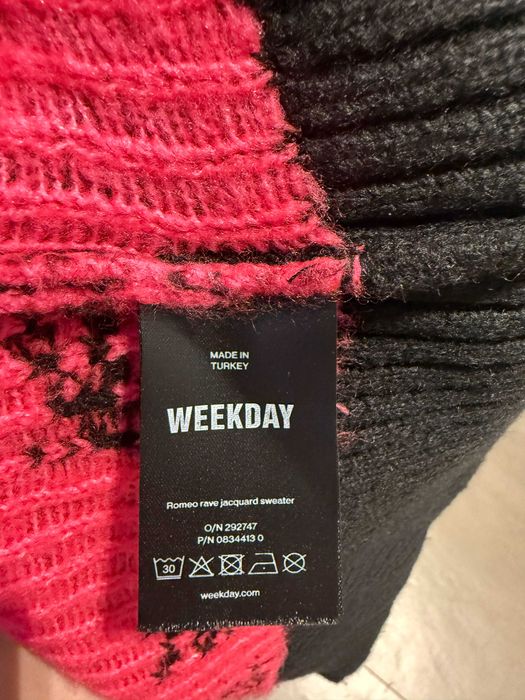 MADE IN
TURKEY
WEEKDAY
Romeo rave jacquard sweater
O/N 292747
P/N 0834413 0
30
weekday.com